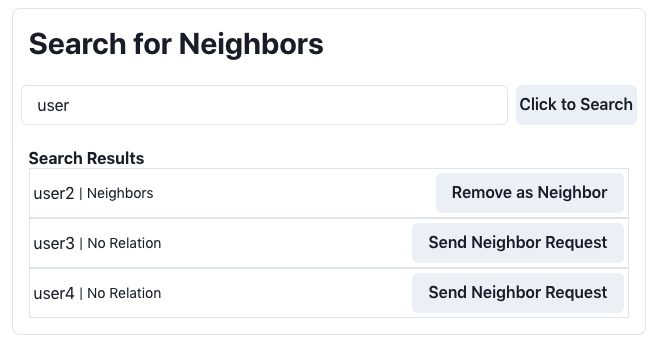 Search for Neighbors
user Click to Search
Search Results
user2 | Neighbors Remove as Neighbor
user3 | No Relation Send Neighbor Request
user4 | No Relation Send Neighbor Request